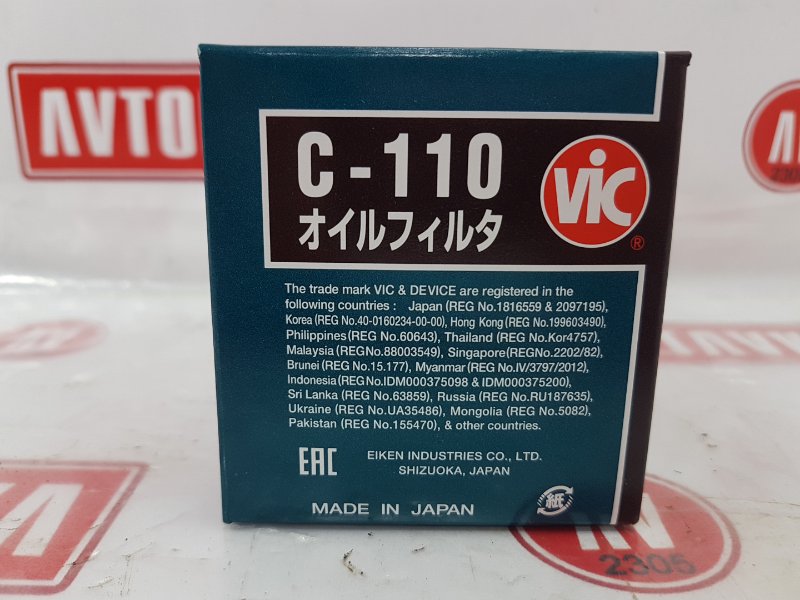 AVTO
C-110
オイルフィルタ
ViC
®
The trade mark VIC & DEVICE are registered in the
following countries : Japan (REG No.1816559 & 2097195),
Korea (REG No.40-0160234-00-00), Hong Kong (REG No.199603490),
Philippines (REG No.60643), Thailand (REG No.Kor4757),
Malaysia (REGNo.88003549), Singapore(REGNo.2202/82),
Brunei (REG No.15.177), Myanmar (REG No.IV/3797/2012),
Indonesia (REG No.IDM000375098 & IDM000375200),
Sri Lanka (REG No.63859), Russia (REG No.RU187635),
Ukraine (REG No.UA35486), Mongolia (REG No.5082),
Pakistan (REG No.155470), & other countries.
EAC
EIKEN INDUSTRIES CO., LTD.
SHIZUOKA, JAPAN
MADE IN JAPAN
紙
2306